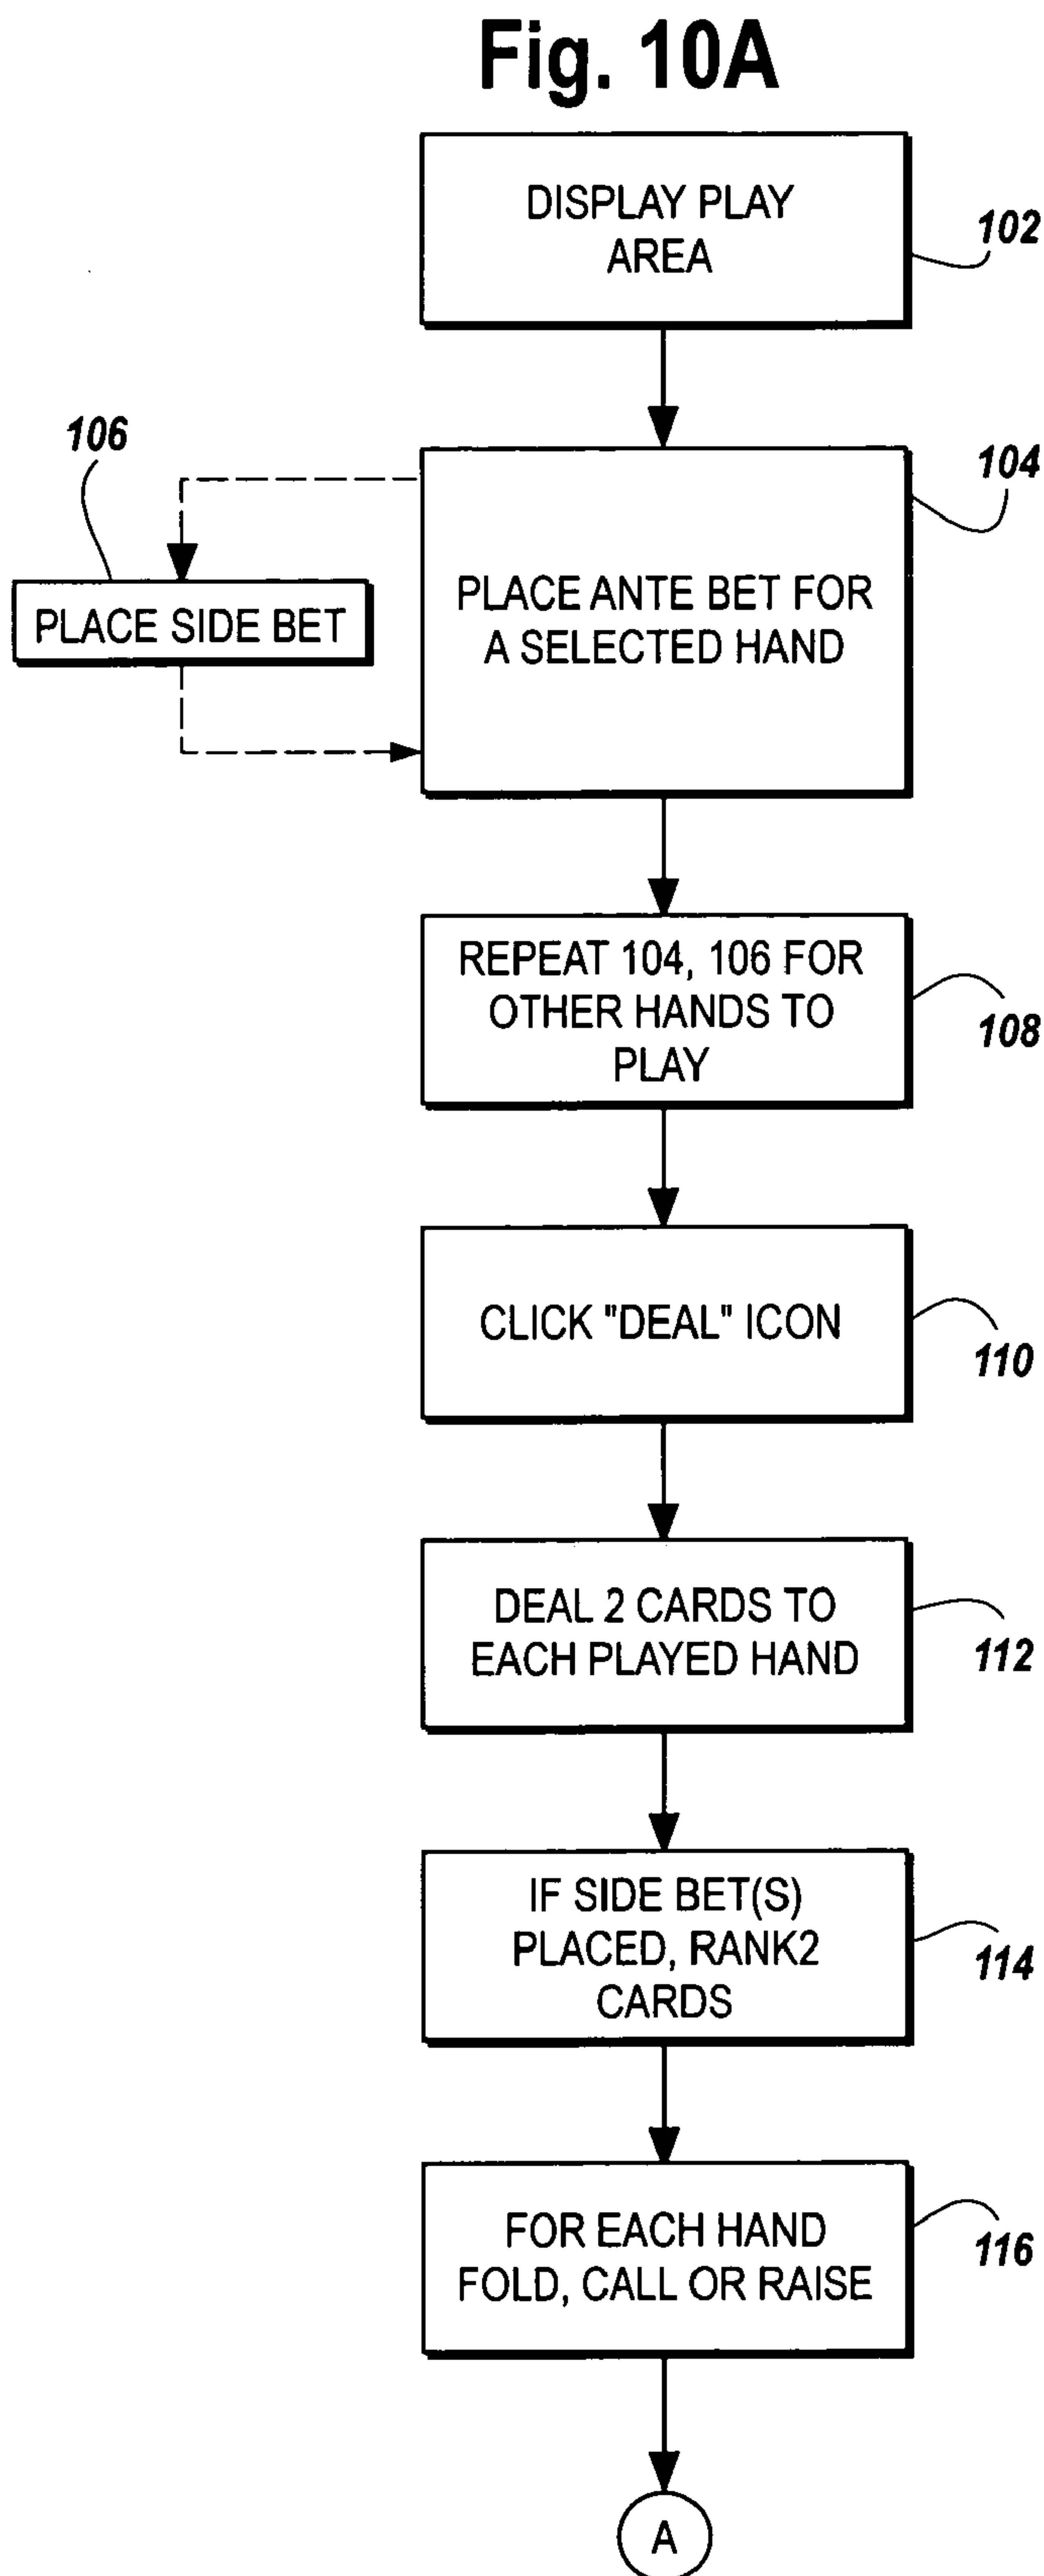 Fig. 10A
DISPLAY PLAY
AREA
102
106
104
PLACE SIDE BET
PLACE ANTE BET FOR
A SELECTED HAND
REPEAT 104, 106 FOR
OTHER HANDS TO
PLAY
108
CLICK "DEAL" ICON
110
DEAL 2 CARDS TO
EACH PLAYED HAND
112
IF SIDE BET(S)
PLACED, RANK2
CARDS
114
FOR EACH HAND
FOLD, CALL OR RAISE
116
A